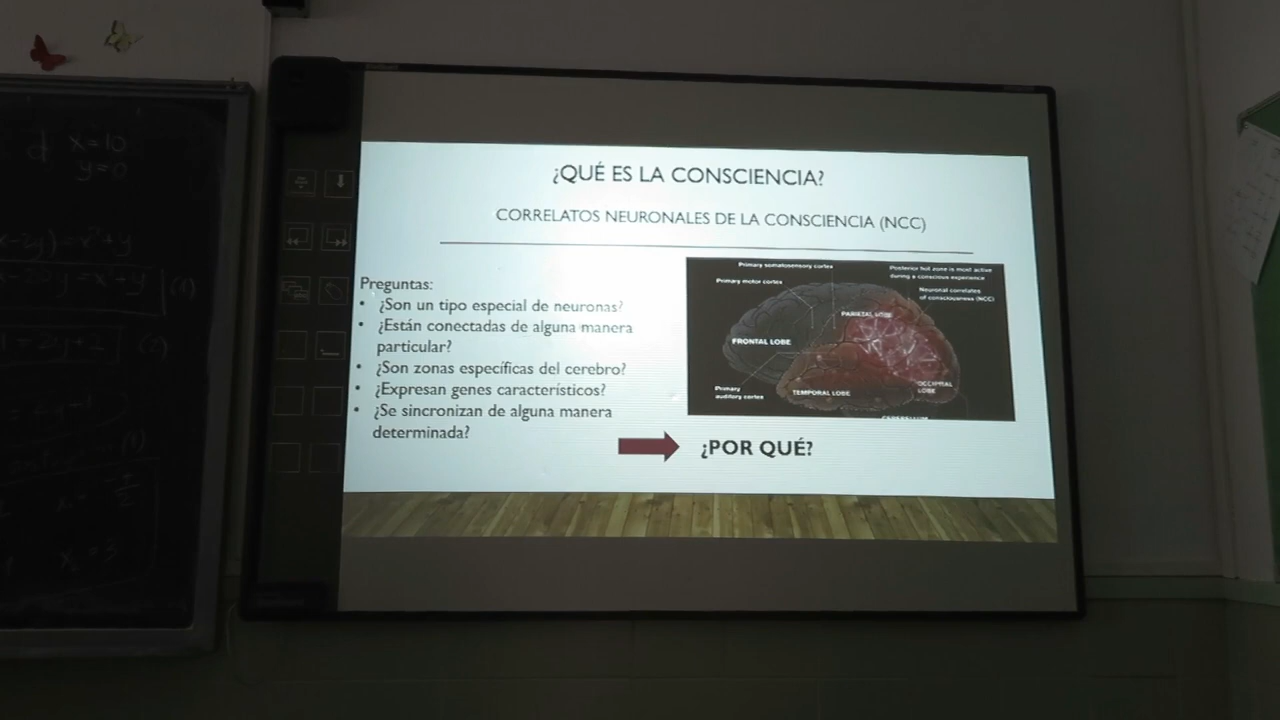 x=10
y=0
¿QUÉ ES LA CONSCIENCIA?
CORRELATOS NEURONALES DE LA CONSCIENCIA (NCC)
Preguntas:
• ¿Son un tipo especial de neuronas?
• ¿Están conectadas de alguna manera
particular?
• ¿Son zonas específicas del cerebro?
• ¿Expresan genes característicos?
• ¿Se sincronizan de alguna manera
determinada?
Primary somatosensory cortex
Primary motor cortex
Posterior hot zone is most active
during a conscious experience
Neuronal correlates
of consciousness (NCC)
PARIETAL LOBE
FRONTAL LOBE
Primary
auditory cortex
TEMPORAL LOBE
OCCIPITAL
LOBE
¿POR QUÉ?